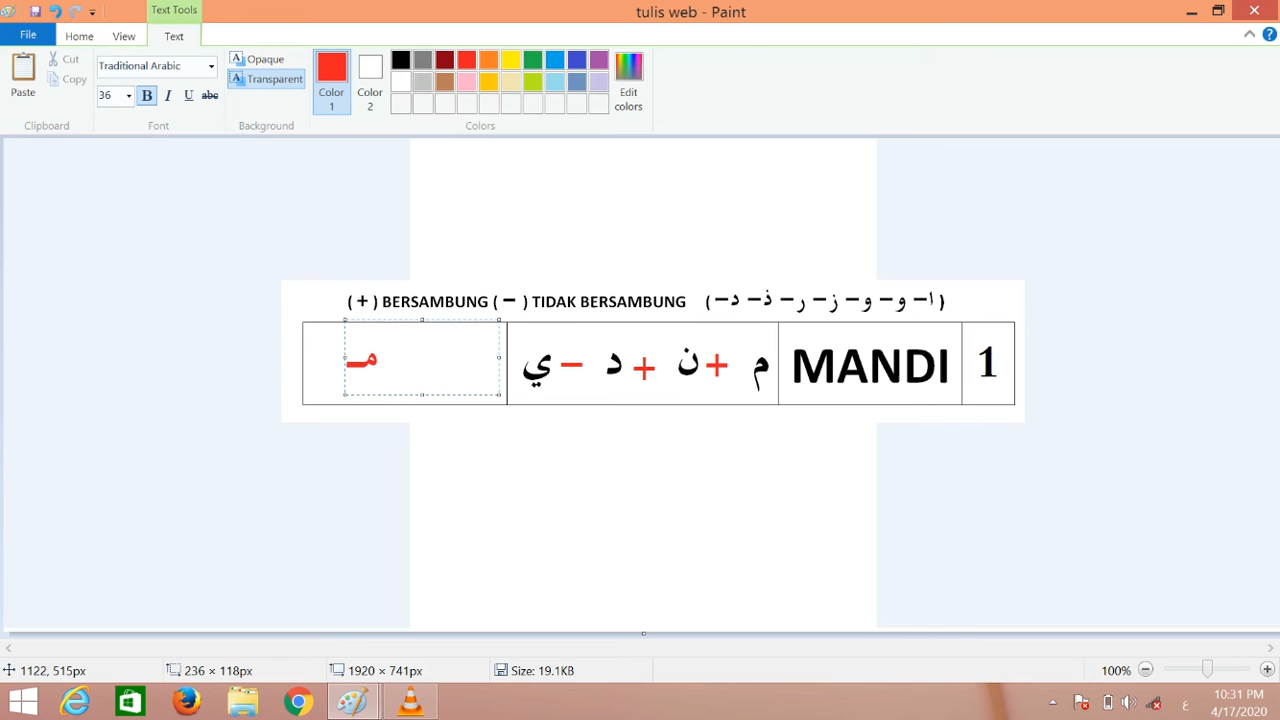 tulis web - Paint
Text Tools
File Home View Text
Paste Cut Copy Clipboard
Traditional Arabic
36 B I U abc
Font
Opaque
Transparent
Background
Color 1 Color 2
Edit colors
Colors
( + ) BERSAMBUNG ( − ) TIDAK BERSAMBUNG ( ا− و− و− ز− ر− ذ− د− )
1 MANDI م + ن + د − ي مـ
1122, 515px 236 × 118px 1920 × 741px Size: 19.1KB 100%
ع 10:31 PM
4/17/2020